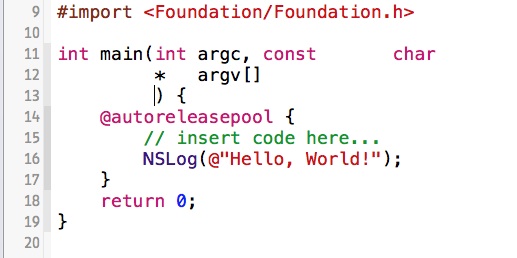 9 #import <Foundation/Foundation.h>
10
11 int main(int argc, const       char
12          *   argv[]
13          ) {
14     @autoreleasepool {
15         // insert code here...
16         NSLog(@"Hello, World!");
17     }
18     return 0;
19 }
20